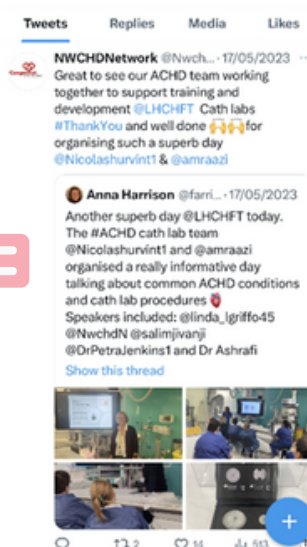 Tweets Replies Media Likes
NWCHDNetwork @Nwch... · 17/05/2023
Great to see our ACHD team working
together to support training and
development @LHCHFT Cath labs
#ThankYou and well done 🙌🙌 for
organising such a superb day
@Nicolashurvint1 & @amraazi
Anna Harrison @farri... · 17/05/2023
Another superb day @LHCHFT today.
The #ACHD cath lab team
@Nicolashurvint1 and @amraazi
organised a really informative day
talking about common ACHD conditions
and cath lab procedures 🫀
Speakers included: @linda_lgriffo45
@NwchdN @salimjivanji
@DrPetraJenkins1 and Dr Ashrafi
Show this thread
2 14 513